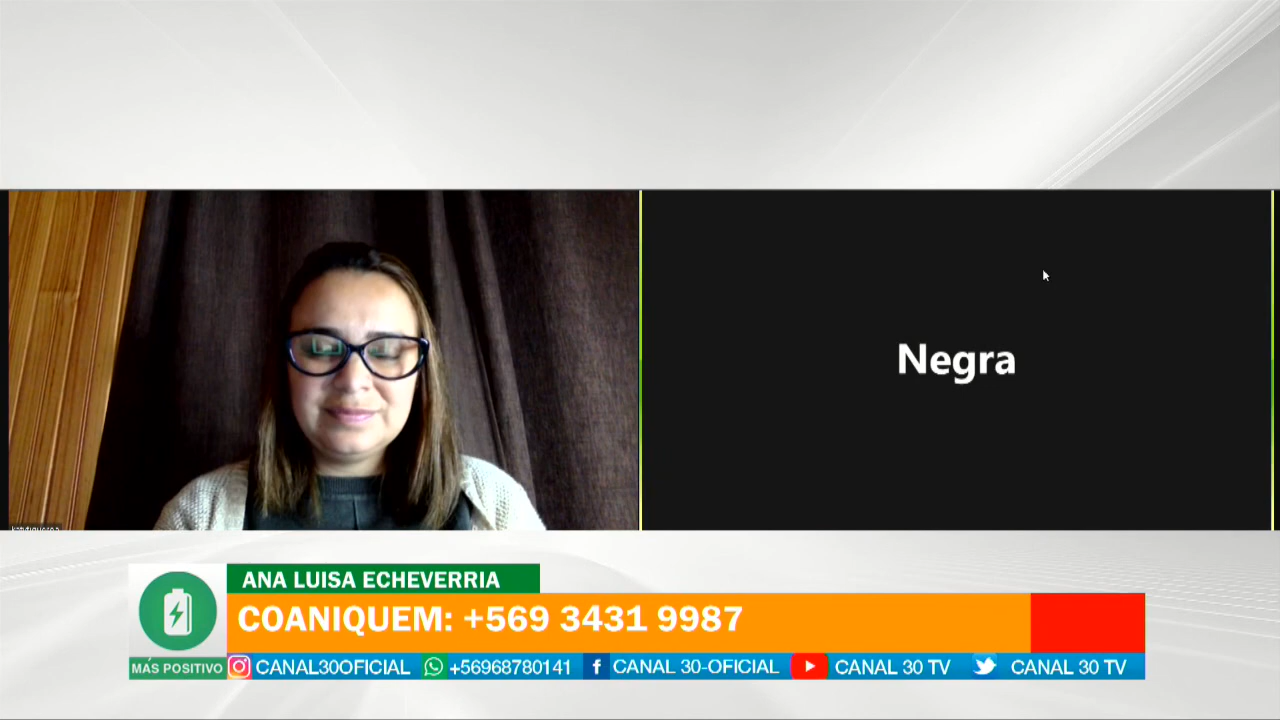 Negra
ANA LUISA ECHEVERRIA
COANIQUEM: +569 3431 9987
MÁS POSITIVO
CANAL30OFICIAL +56968780141 CANAL 30-OFICIAL CANAL 30 TV CANAL 30 TV